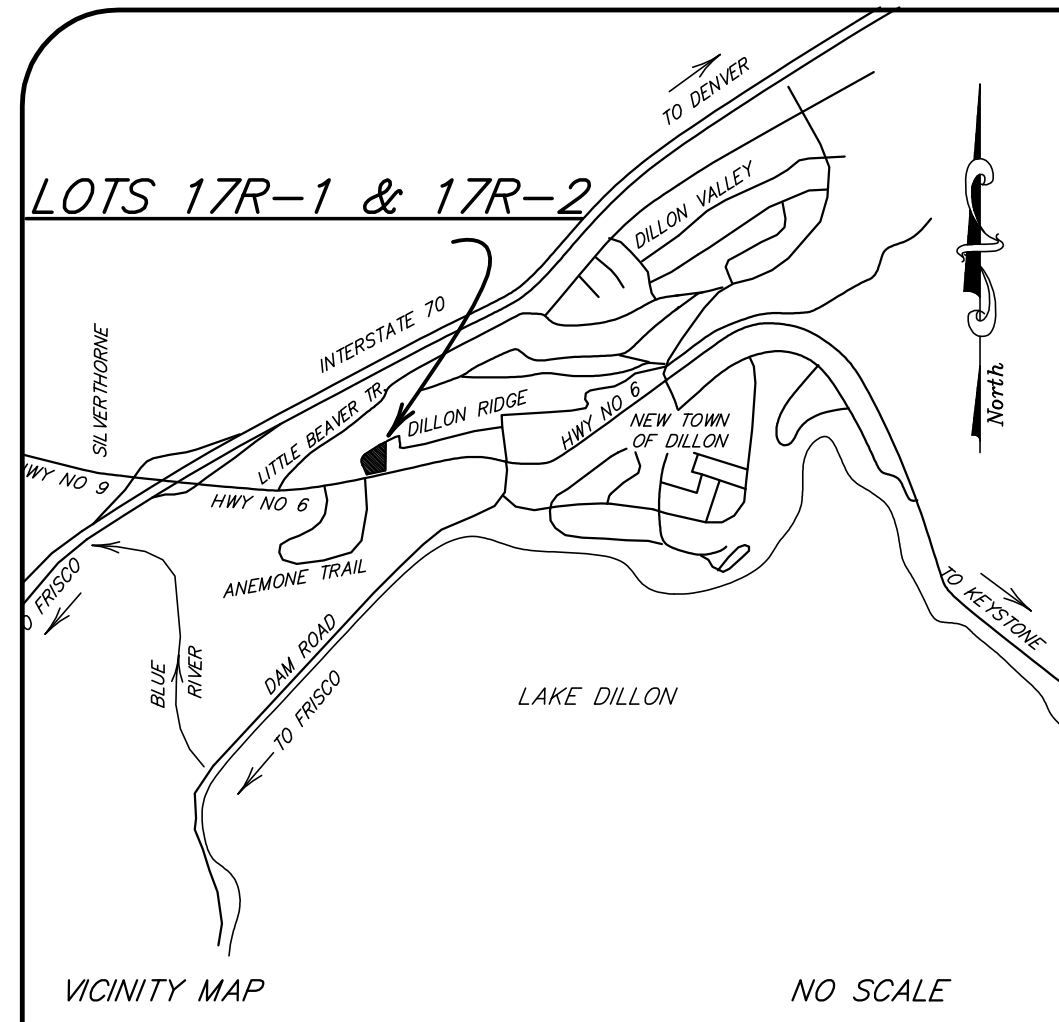 TO DENVER
LOTS 17R-1 & 17R-2
DILLON VALLEY
INTERSTATE 70
SILVERTHORNE
North
LITTLE BEAVER TR.
DILLON RIDGE
HWY NO 6
NEW TOWN
OF DILLON
HWY NO 9
HWY NO 6
ANEMONE TRAIL
TO FRISCO
TO KEYSTONE
DAM ROAD
BLUE
RIVER
TO FRISCO
LAKE DILLON
VICINITY MAP
NO SCALE